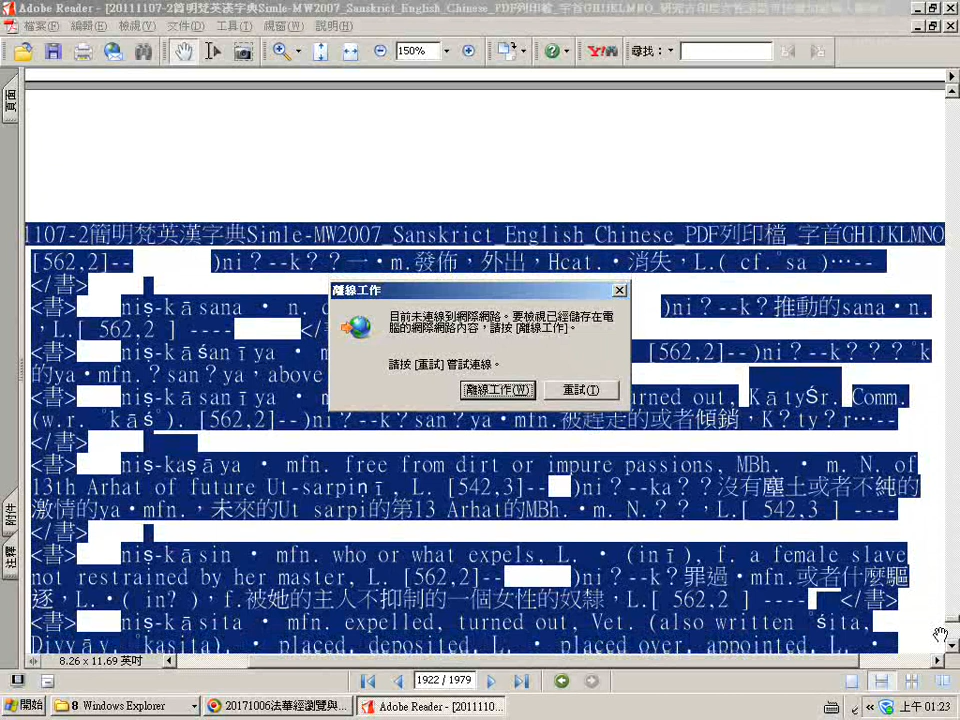 Adobe Reader - [20111107-2簡明梵英漢字典Simle-MW2007_Sanskrict_English_Chinese_PDF列印檔_字首GHIJKLMNO_
檔案(F) 編輯(E) 檢視(V) 文件(D) 工具(T) 視窗(W) 說明(H)
150% 尋找:
頁面
1107-2簡明梵英漢字典Simle-MW2007_Sanskrict_English_Chinese_PDF列印檔_字首GHIJKLMNO
[562,2]-- )ni？--k？？一・m.發佈，外出，Hcat.・消失，L.( cf.°sa )…--
</書>
<書> niṣ-kāsana ・ n. )ni？--k？推動的sana・n.
，L.[ 562,2 ] ---- </
<書> niṣ-kāśanīya ・ m [562,2]--)ni？--k？？？°k
的ya・mfn.？san？ya，above
<書> niṣ-kāsanīya ・ m urned out, KātyŚr. Comm.
(w.r. °kāś°). [562,2]--)ni？--k？san？ya・mfn.被趕走的或者傾銷，K？ty？r…--
</書>
<書> niṣ-kaṣāya ・ mfn. free from dirt or impure passions, MBh. ・ m. N. of
13th Arhat of future Ut-sarpiṇī, L. [542,3]-- )ni？--ka？？沒有塵土或者不純的
激情的ya・mfn.，未來的Ut sarpi的第13 Arhat的MBh.・m. N.？？，L.[ 542,3 ] ----
</書>
<書> niṣ-kāsin ・ mfn. who or what expels, L. ・ (inī), f. a female slave
not restrained by her master, L. [562,2]-- )ni？--k？罪過・mfn.或者什麼驅
逐，L.・( in? )，f.被她的主人不抑制的一個女性的奴隸，L.[ 562,2 ] ---- </書>
<書> niṣ-kāsita ・ mfn. expelled, turned out, Vet. (also written °śita,
Divyāv. °kasita). ・ placed, deposited, L. ・ placed over, appointed, L. ・
離線工作
目前未連線到網際網路。要檢視已經儲存在電
腦的網際網路內容，請按 [離線工作]。
請按 [重試] 嘗試連線。
離線工作(W) 重試(T)
附件
注釋
8.26 x 11.69 英吋
1922 / 1979
開始 8 Windows Explorer 20171006法華經瀏覽與... Adobe Reader - [2011110... 上午 01:23